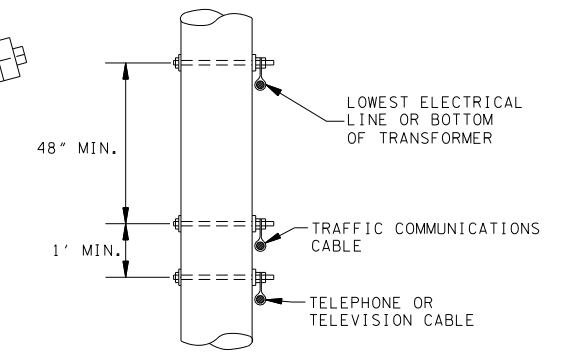 LOWEST ELECTRICAL
LINE OR BOTTOM
OF TRANSFORMER
48" MIN.
TRAFFIC COMMUNICATIONS
CABLE
1' MIN.
TELEPHONE OR
TELEVISION CABLE